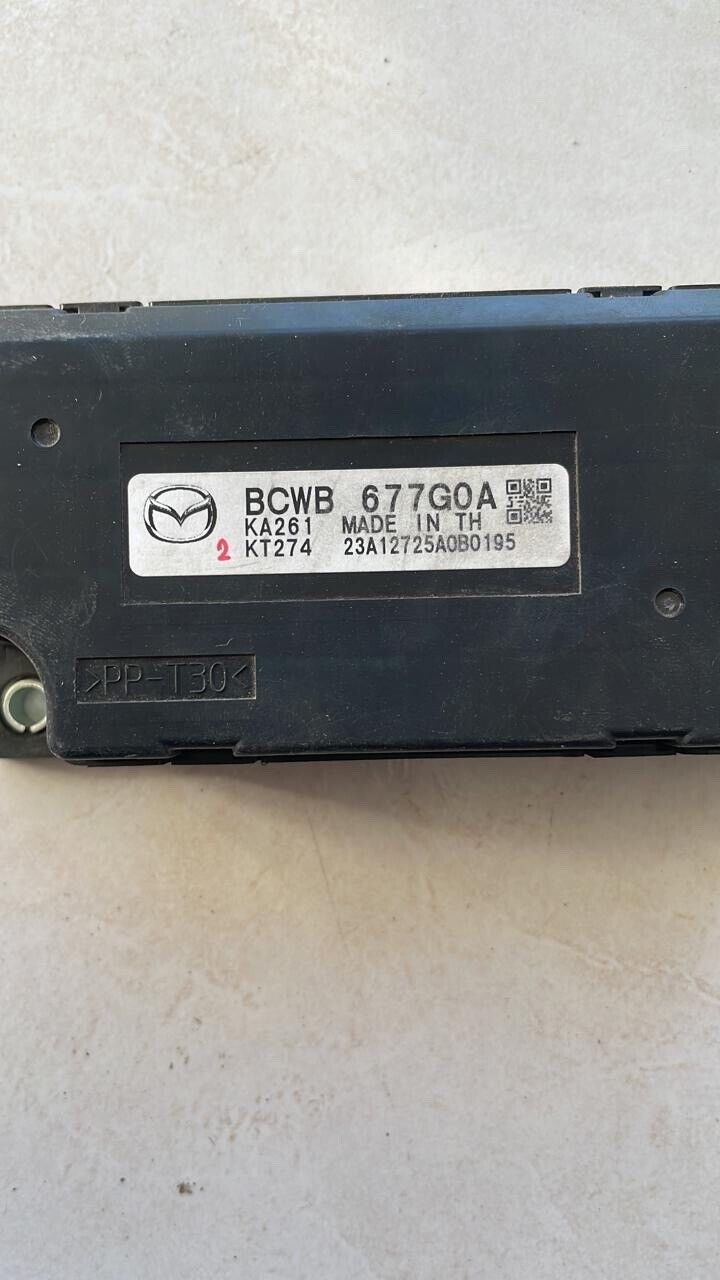 BCWB 677G0A
KA261 MADE IN TH
2 KT274 23A12725A0B0195
>PP-T30<